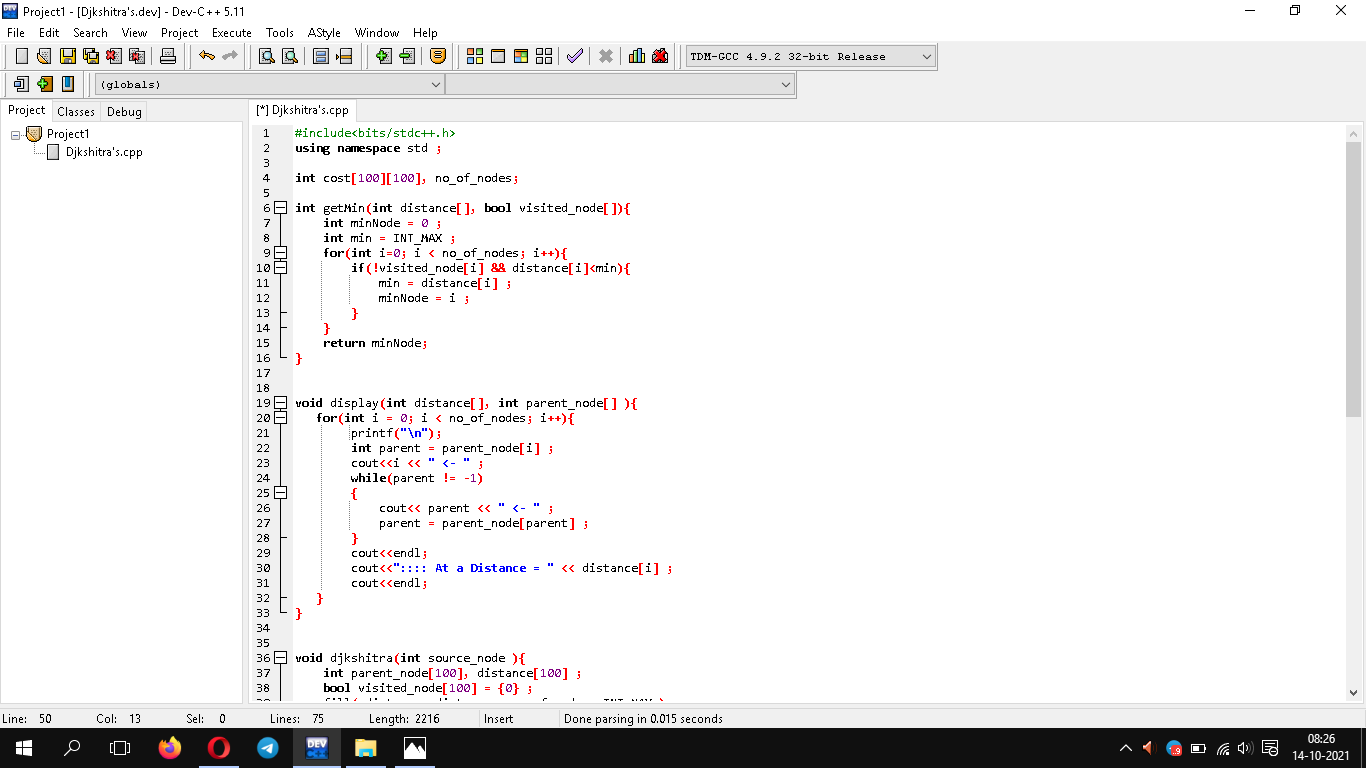 Project1 - [Djkshitra's.dev] - Dev-C++ 5.11
File Edit Search View Project Execute Tools AStyle Window Help
TDM-GCC 4.9.2 32-bit Release
(globals)
Project Classes Debug
[*] Djkshitra's.cpp
Project1
Djkshitra's.cpp
1 #include<bits/stdc++.h>
2 using namespace std ;
3
4 int cost[100][100], no_of_nodes;
5
6 int getMin(int distance[], bool visited_node[]){
7 int minNode = 0 ;
8 int min = INT_MAX ;
9 for(int i=0; i < no_of_nodes; i++){
10 if(!visited_node[i] && distance[i]<min){
11 min = distance[i] ;
12 minNode = i ;
13 }
14 }
15 return minNode;
16 }
17
18
19 void display(int distance[], int parent_node[] ){
20 for(int i = 0; i < no_of_nodes; i++){
21 printf("\n");
22 int parent = parent_node[i] ;
23 cout<<i << " <- " ;
24 while(parent != -1)
25 {
26 cout<< parent << " <- " ;
27 parent = parent_node[parent] ;
28 }
29 cout<<endl;
30 cout<<":::: At a Distance = " << distance[i] ;
31 cout<<endl;
32 }
33 }
34
35
36 void djkshitra(int source_node ){
37 int parent_node[100], distance[100] ;
38 bool visited_node[100] = {0} ;
Line: 50 Col: 13 Sel: 0 Lines: 75 Length: 2216 Insert Done parsing in 0.015 seconds
DEV
08:26
14-10-2021